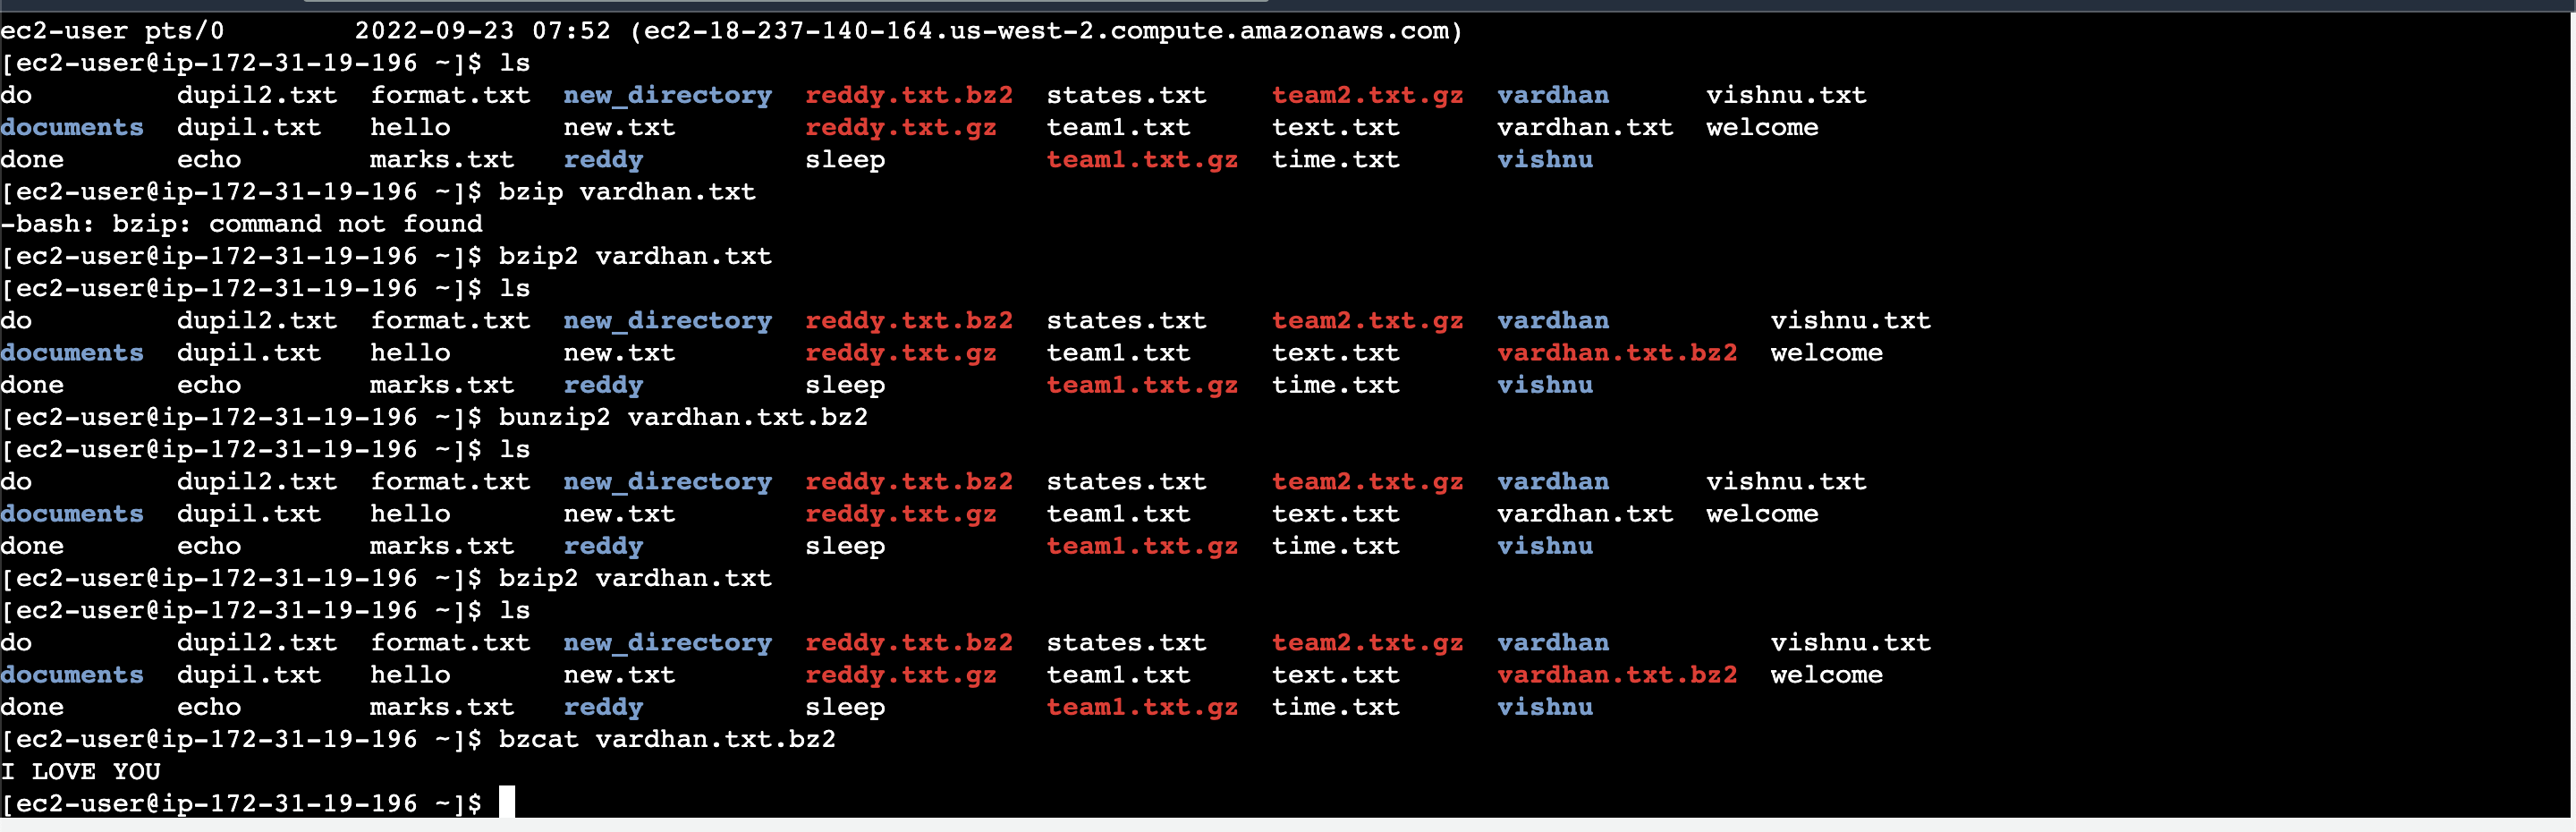 ec2-user pts/0        2022-09-23 07:52 (ec2-18-237-140-164.us-west-2.compute.amazonaws.com)
[ec2-user@ip-172-31-19-196 ~]$ ls
do         dupil2.txt  format.txt  new_directory  reddy.txt.bz2  states.txt    team2.txt.gz  vardhan      vishnu.txt
documents  dupil.txt   hello       new.txt        reddy.txt.gz   team1.txt     text.txt      vardhan.txt  welcome
done       echo        marks.txt   reddy          sleep          team1.txt.gz  time.txt      vishnu
[ec2-user@ip-172-31-19-196 ~]$ bzip vardhan.txt
-bash: bzip: command not found
[ec2-user@ip-172-31-19-196 ~]$ bzip2 vardhan.txt
[ec2-user@ip-172-31-19-196 ~]$ ls
do         dupil2.txt  format.txt  new_directory  reddy.txt.bz2  states.txt    team2.txt.gz  vardhan          vishnu.txt
documents  dupil.txt   hello       new.txt        reddy.txt.gz   team1.txt     text.txt      vardhan.txt.bz2  welcome
done       echo        marks.txt   reddy          sleep          team1.txt.gz  time.txt      vishnu
[ec2-user@ip-172-31-19-196 ~]$ bunzip2 vardhan.txt.bz2
[ec2-user@ip-172-31-19-196 ~]$ ls
do         dupil2.txt  format.txt  new_directory  reddy.txt.bz2  states.txt    team2.txt.gz  vardhan      vishnu.txt
documents  dupil.txt   hello       new.txt        reddy.txt.gz   team1.txt     text.txt      vardhan.txt  welcome
done       echo        marks.txt   reddy          sleep          team1.txt.gz  time.txt      vishnu
[ec2-user@ip-172-31-19-196 ~]$ bzip2 vardhan.txt
[ec2-user@ip-172-31-19-196 ~]$ ls
do         dupil2.txt  format.txt  new_directory  reddy.txt.bz2  states.txt    team2.txt.gz  vardhan          vishnu.txt
documents  dupil.txt   hello       new.txt        reddy.txt.gz   team1.txt     text.txt      vardhan.txt.bz2  welcome
done       echo        marks.txt   reddy          sleep          team1.txt.gz  time.txt      vishnu
[ec2-user@ip-172-31-19-196 ~]$ bzcat vardhan.txt.bz2
I LOVE YOU
[ec2-user@ip-172-31-19-196 ~]$